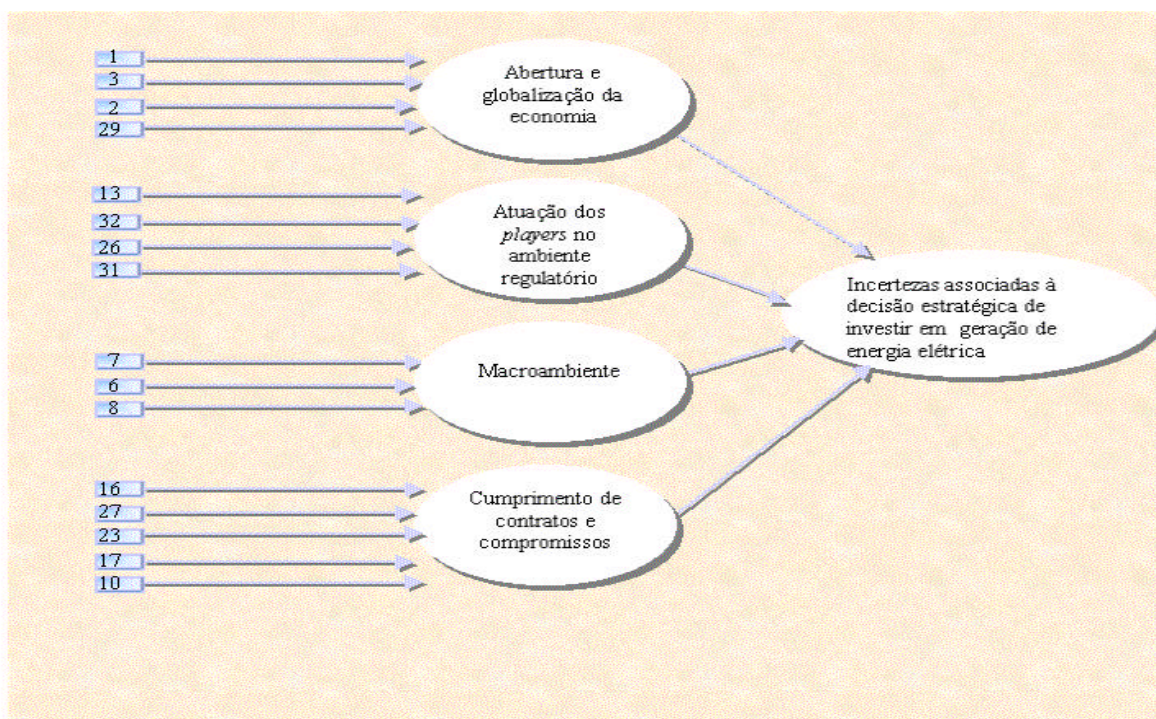 1
3
2
29
Abertura e
globalização da
economia
13
32
26
31
Atuação dos
players no
ambiente
regulatório
Incertezas associadas à
decisão estratégica de
investir em geração de
energia elétrica
7
6
8
Macroambiente
16
27
23
17
10
Cumprimento de
contratos e
compromissos